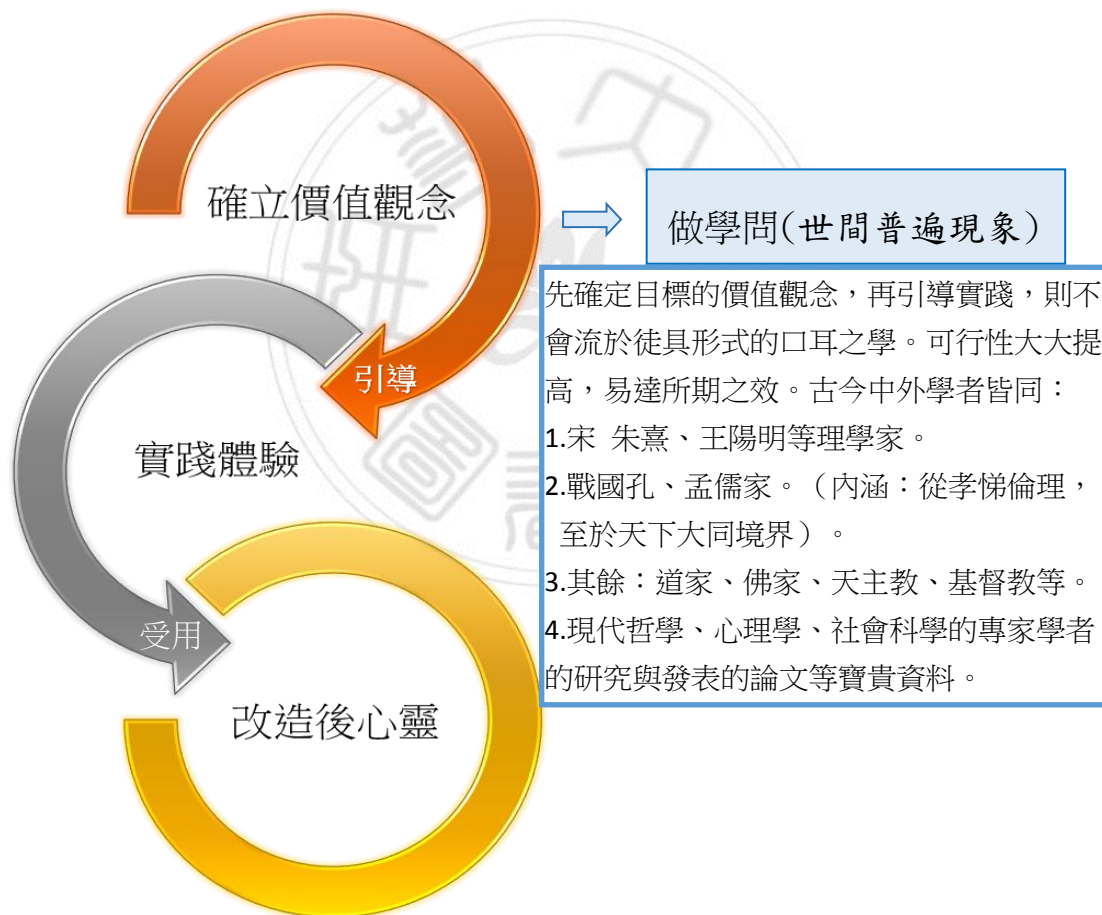 確立價值觀念
引導
實踐體驗
受用
改造後心靈
做學問(世間普遍現象)
先確定目標的價值觀念，再引導實踐，則不
會流於徒具形式的口耳之學。可行性大大提
高，易達所期之效。古今中外學者皆同：
1.宋 朱熹、王陽明等理學家。
2.戰國孔、孟儒家。（內涵：從孝悌倫理，
至於天下大同境界）。
3.其餘：道家、佛家、天主教、基督教等。
4.現代哲學、心理學、社會科學的專家學者
的研究與發表的論文等寶貴資料。